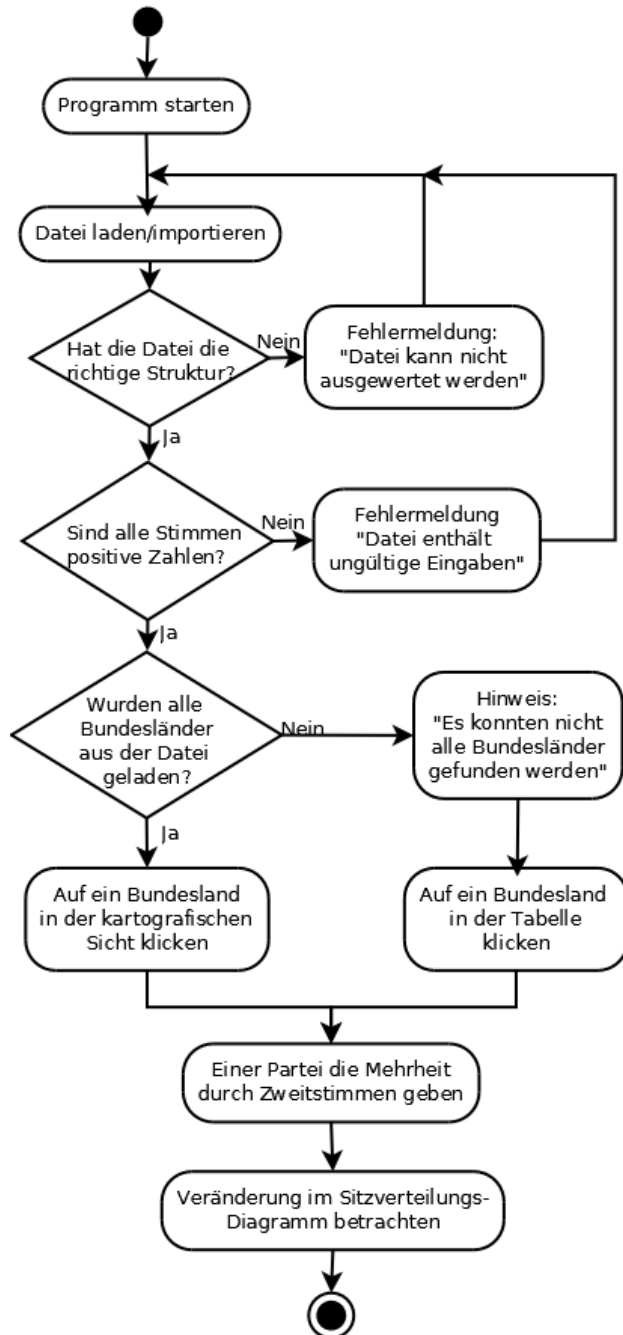 Programm starten
Datei laden/importieren
Hat die Datei die
richtige Struktur?
Nein
Fehlermeldung:
"Datei kann nicht
ausgewertet werden"
Ja
Sind alle Stimmen
positive Zahlen?
Nein
Fehlermeldung
"Datei enthält
ungültige Eingaben"
Ja
Wurden alle
Bundesländer
aus der Datei
geladen?
Nein
Hinweis:
"Es konnten nicht
alle Bundesländer
gefunden werden"
Ja
Auf ein Bundesland
in der kartografischen
Sicht klicken
Auf ein Bundesland
in der Tabelle
klicken
Einer Partei die Mehrheit
durch Zweitstimmen geben
Veränderung im Sitzverteilungs-
Diagramm betrachten